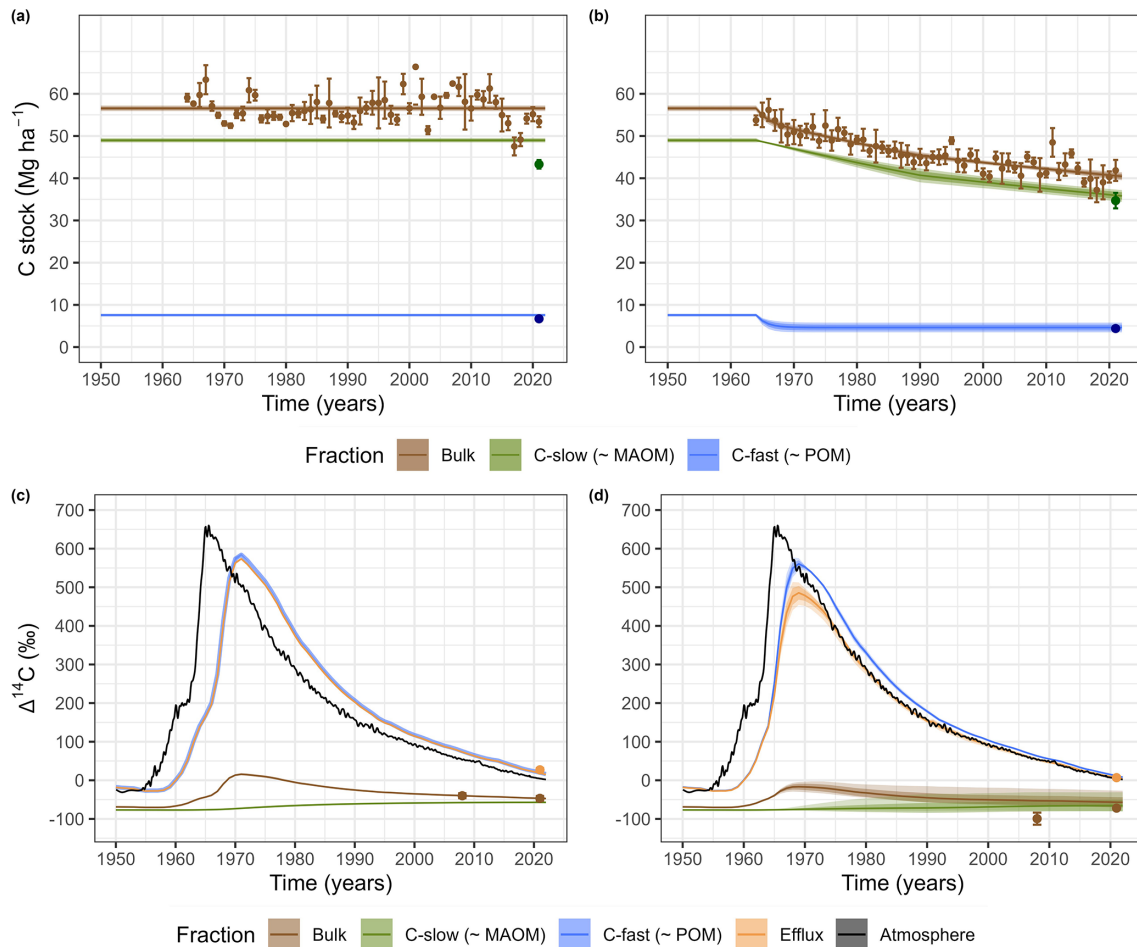 (a)
(b)
C stock (Mg ha⁻¹)
60
50
40
30
20
10
0
60
50
40
30
20
10
0
1950 1960 1970 1980 1990 2000 2010 2020
1950 1960 1970 1980 1990 2000 2010 2020
Time (years)
Time (years)
Fraction Bulk C-slow (~ MAOM) C-fast (~ POM)
(c)
(d)
Δ¹⁴C (‰)
700
600
500
400
300
200
100
0
-100
700
600
500
400
300
200
100
0
-100
1950 1960 1970 1980 1990 2000 2010 2020
1950 1960 1970 1980 1990 2000 2010 2020
Time (years)
Time (years)
Fraction Bulk C-slow (~ MAOM) C-fast (~ POM) Efflux Atmosphere